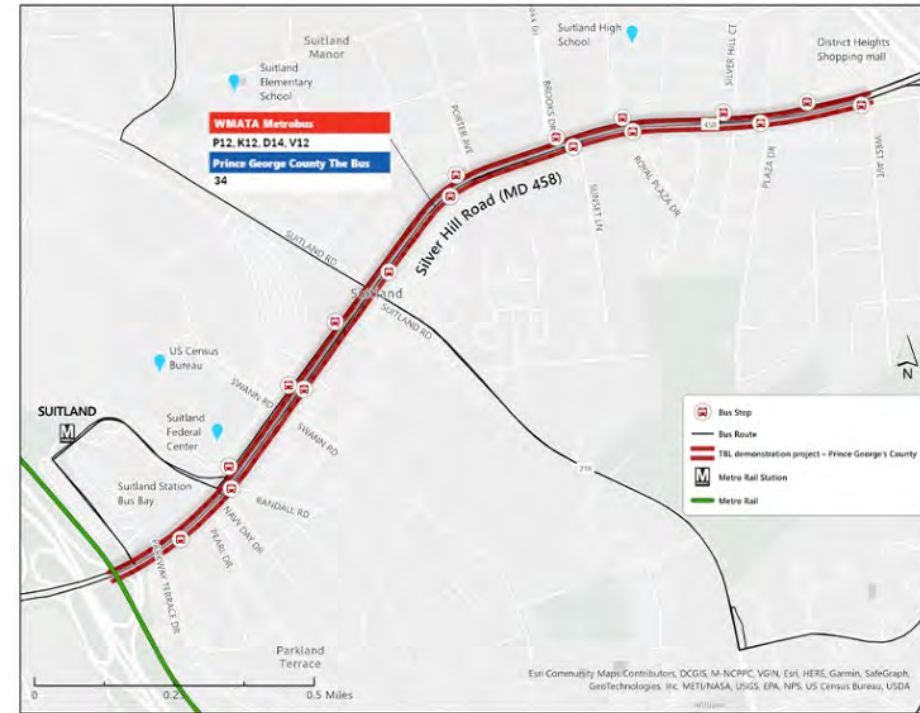 Suitland
Manor
Suitland
Elementary
School
Suitland High
School
SILVER HILL CT
District Heights
Shopping mall
BROOKS DR
WMATA Metrobus
P12, K12, D14, V12
Prince George County The Bus
34
PORTER AVE
458
ROYAL PLAZA DR
PLAZA DR
WEST AVE
SUNSET LN
Silver Hill Road (MD 458)
SUITLAND RD
Suitland
SUITLAND RD
US Census
Bureau
SWANN RD
SWANN RD
SUITLAND
M
Suitland
Federal
Center
Suitland Station
Bus Bay
RANDALL RD
NAVY DAY DR
PEARL DR
PARKWAY TERRACE DR
218
N
Bus Stop
Bus Route
TBL demonstration project – Prince George's County
M
Metro Rail Station
Metro Rail
Parkland
Terrace
0
0.25
0.5 Miles
Esri Community Maps Contributors, DCGIS, M-NCPPC, VGIN, Esri, HERE, Garmin, SafeGraph,
GeoTechnologies, Inc, METI/NASA, USGS, EPA, NPS, US Census Bureau, USDA